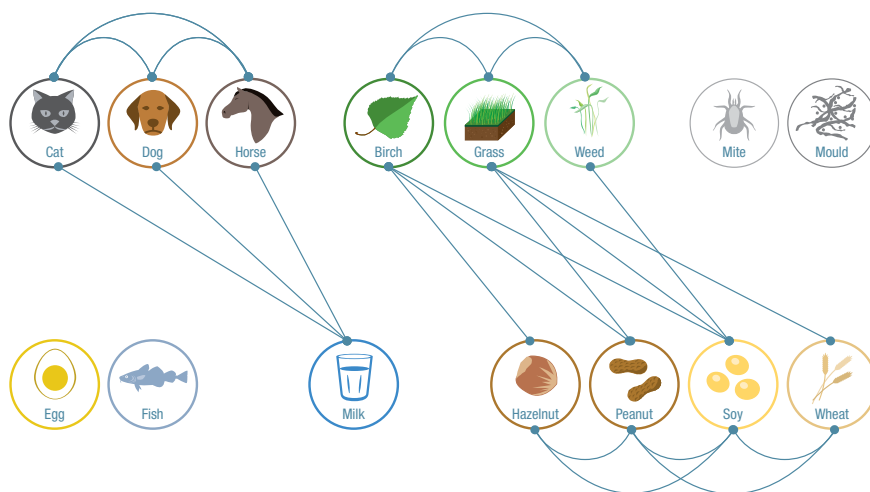 Cat
Dog
Horse
Birch
Grass
Weed
Mite
Mould
Egg
Fish
Milk
Hazelnut
Peanut
Soy
Wheat